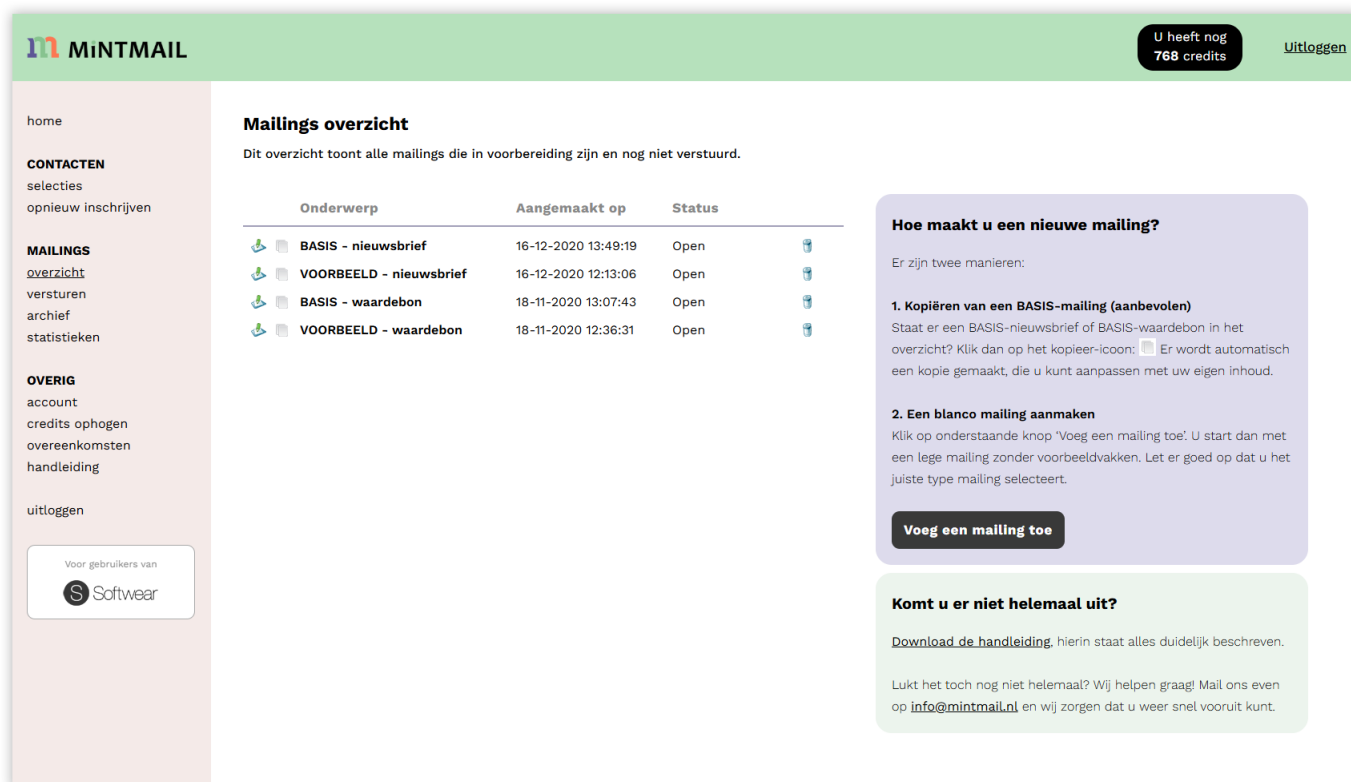 MiNTMAIL
U heeft nog
768 credits
Uitloggen
home
CONTACTEN
selecties
opnieuw inschrijven
MAILINGS
overzicht
versturen
archief
statistieken
OVERIG
account
credits ophogen
overeenkomsten
handleiding
uitloggen
Voor gebruikers van
S Softwear
Mailings overzicht
Dit overzicht toont alle mailings die in voorbereiding zijn en nog niet verstuurd.
Onderwerp Aangemaakt op Status
BASIS - nieuwsbrief 16-12-2020 13:49:19 Open
VOORBEELD - nieuwsbrief 16-12-2020 12:13:06 Open
BASIS - waardebon 18-11-2020 13:07:43 Open
VOORBEELD - waardebon 18-11-2020 12:36:31 Open
Hoe maakt u een nieuwe mailing?
Er zijn twee manieren:
1. Kopiëren van een BASIS-mailing (aanbevolen)
Staat er een BASIS-nieuwsbrief of BASIS-waardebon in het
overzicht? Klik dan op het kopieer-icoon: Er wordt automatisch
een kopie gemaakt, die u kunt aanpassen met uw eigen inhoud.
2. Een blanco mailing aanmaken
Klik op onderstaande knop ‘Voeg een mailing toe’. U start dan met
een lege mailing zonder voorbeeldvakken. Let er goed op dat u het
juiste type mailing selecteert.
Voeg een mailing toe
Komt u er niet helemaal uit?
Download de handleiding, hierin staat alles duidelijk beschreven.
Lukt het toch nog niet helemaal? Wij helpen graag! Mail ons even
op info@mintmail.nl en wij zorgen dat u weer snel vooruit kunt.